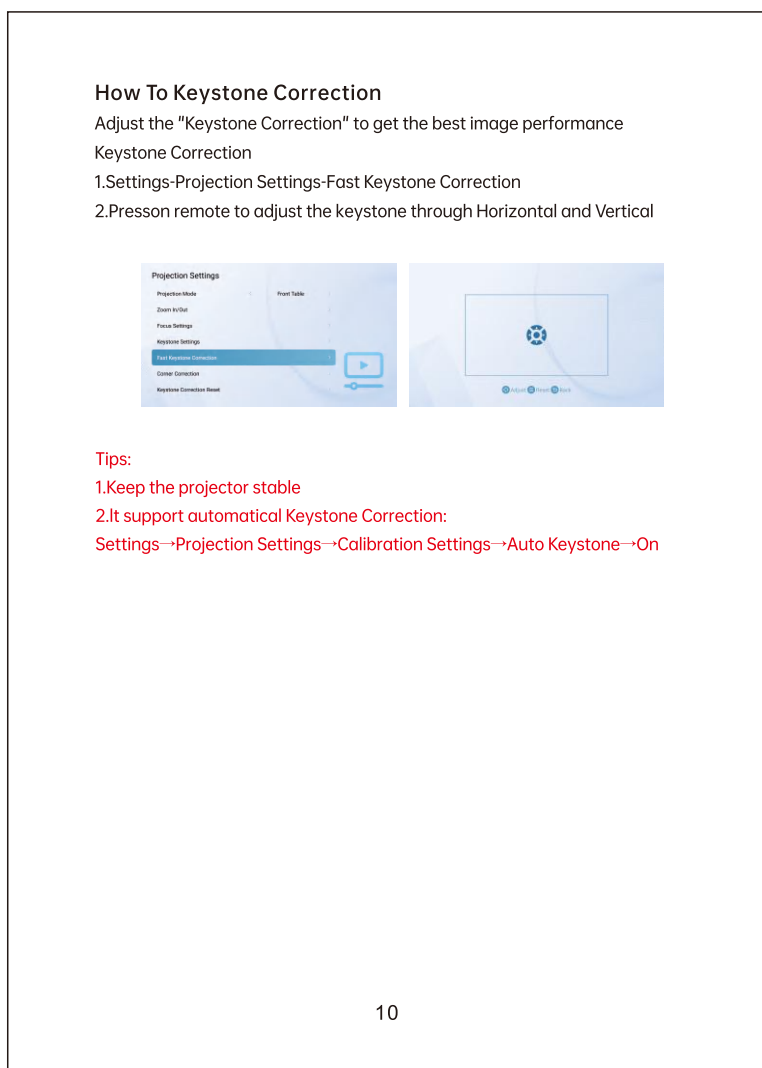 How To Keystone Correction
Adjust the "Keystone Correction" to get the best image performance
Keystone Correction
1.Settings-Projection Settings-Fast Keystone Correction
2.Presson remote to adjust the keystone through Horizontal and Vertical
Projection Settings
Projection Mode Front Table
Zoom In/Out
Focus Settings
Keystone Settings
Fast Keystone Correction
Corner Correction
Keystone Correction Reset
Adjust Reset Back
Tips:
1.Keep the projector stable
2.It support automatical Keystone Correction:
Settings→Projection Settings→Calibration Settings→Auto Keystone→On
10